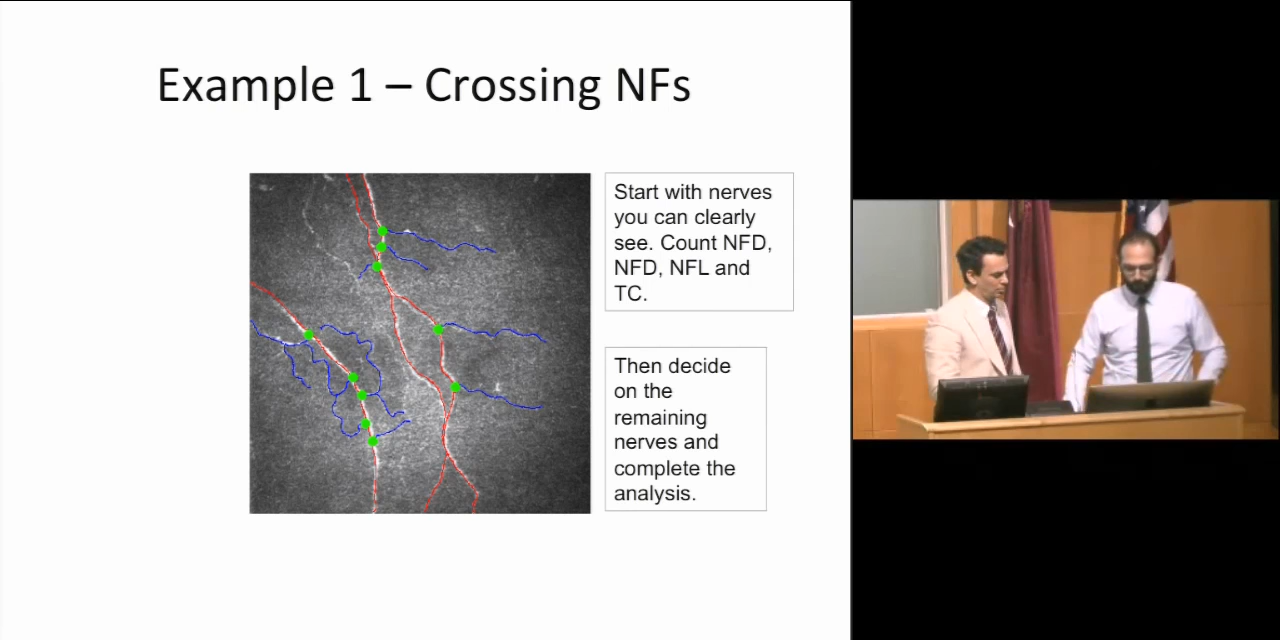 Example 1 – Crossing NFs
Start with nerves
you can clearly
see. Count NFD,
NFD, NFL and
TC.
Then decide
on the
remaining
nerves and
complete the
analysis.